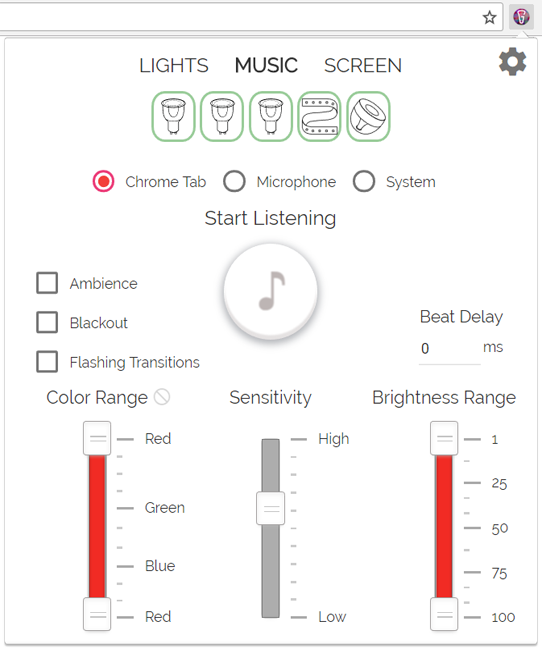 LIGHTS MUSIC SCREEN
Chrome Tab Microphone System
Start Listening
Ambience
Blackout
Flashing Transitions
Beat Delay
0 ms
Color Range Sensitivity Brightness Range
Red High 1
25
Green
50
Blue
75
Red Low 100